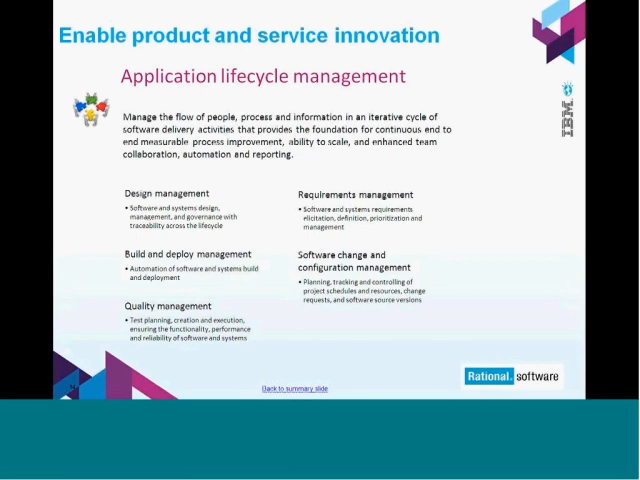 Enable product and service innovation
Application lifecycle management
IBM
Manage the flow of people, process and information in an iterative cycle of
software delivery activities that provides the foundation for continuous end to
end measurable process improvement, ability to scale, and enhanced team
collaboration, automation and reporting.
Design management
• Software and systems design,
management, and governance with
traceability across the lifecycle
Build and deploy management
• Automation of software and systems build
and deployment
Quality management
• Test planning, creation and execution,
ensuring the functionality, performance
and reliability of software and systems
Requirements management
• Software and systems requirements
elicitation, definition, prioritization and
management
Software change and
configuration management
• Planning, tracking and controlling of
project schedules and resources, change
requests, and software source versions
Rational. software
Back to summary slide